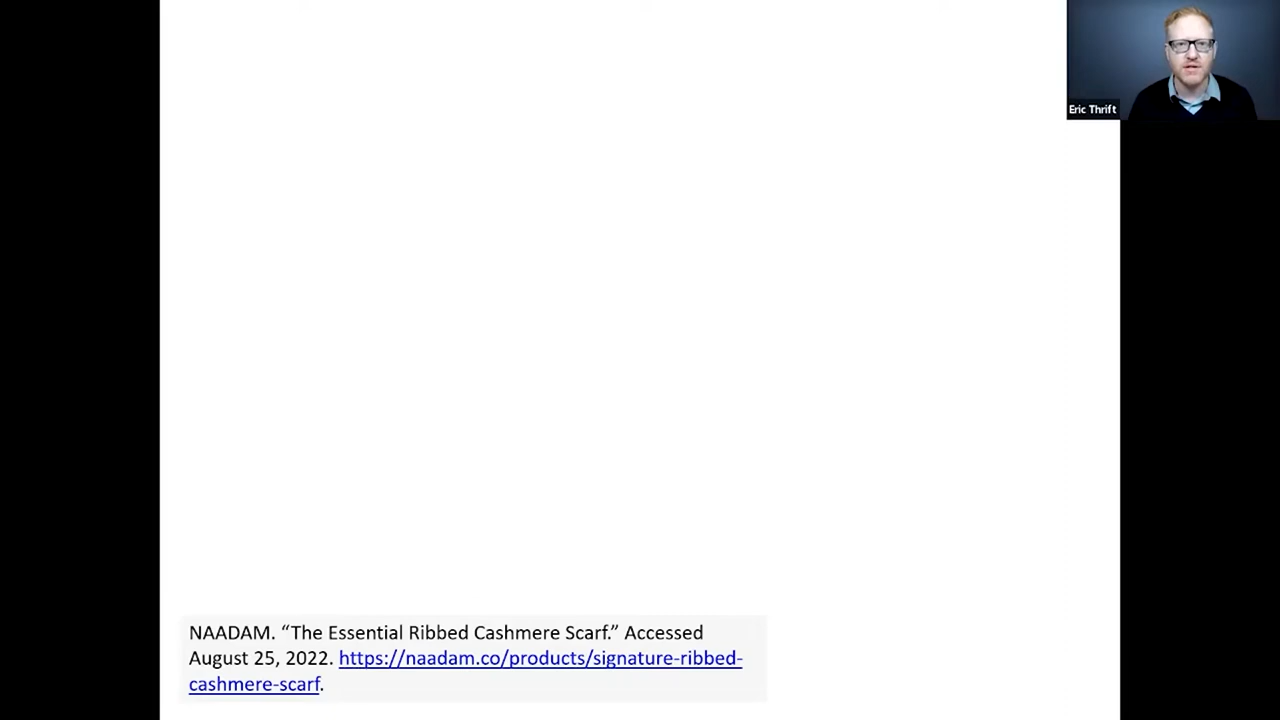 Eric Thrift
NAADAM. “The Essential Ribbed Cashmere Scarf.” Accessed
August 25, 2022. https://naadam.co/products/signature-ribbed-
cashmere-scarf.